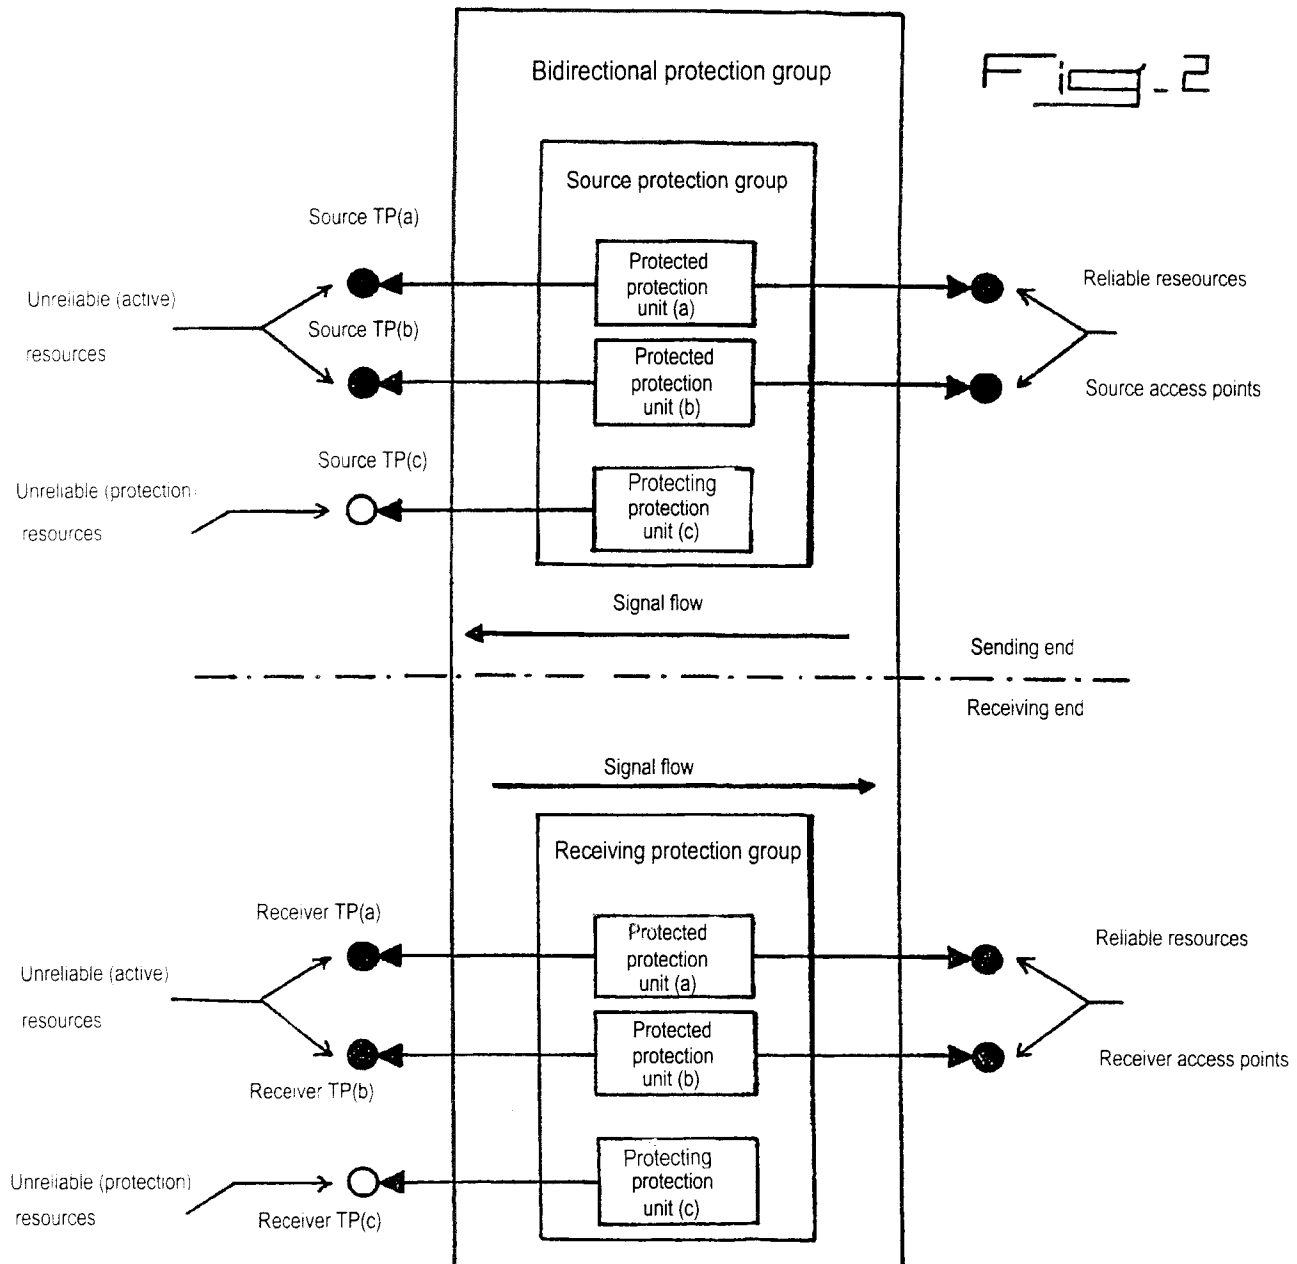 Fig.2
Bidirectional protection group
Source protection group
Source TP(a)
Protected
protection
unit (a)
Unreliable (active)
resources
Source TP(b)
Reliable reseources
Protected
protection
unit (b)
Source access points
Source TP(c)
Unreliable (protection
resources
Protecting
protection
unit (c)
Signal flow
Sending end
Receiving end
Signal flow
Receiving protection group
Receiver TP(a)
Protected
protection
unit (a)
Reliable resources
Unreliable (active)
resources
Protected
protection
unit (b)
Receiver access points
Receiver TP(b)
Protecting
protection
unit (c)
Unreliable (protection)
resources
Receiver TP(c)